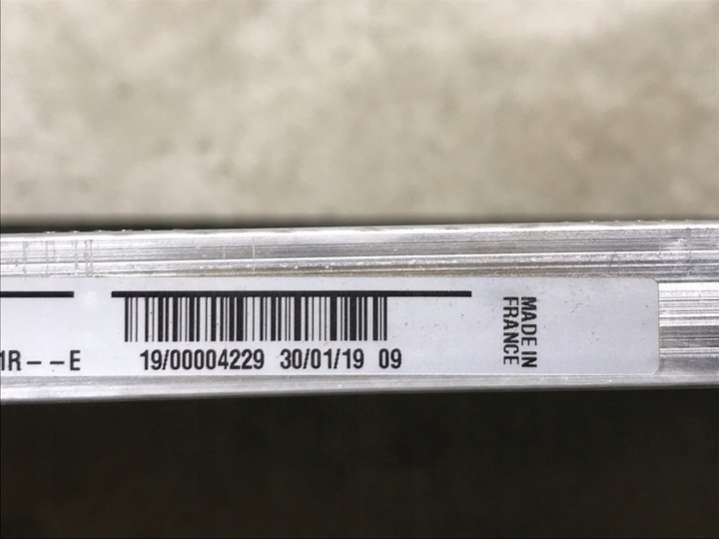 1R--E
19/00004229 30/01/19 09
MADE IN
FRANCE